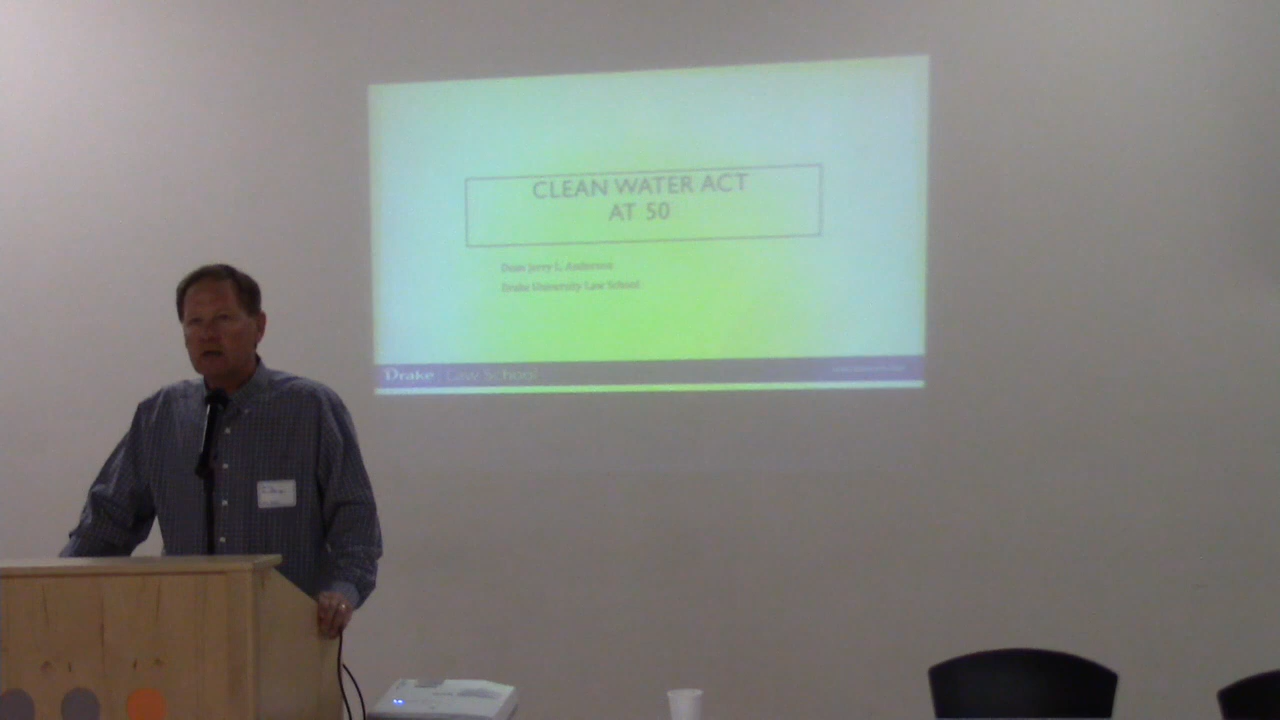 CLEAN WATER ACT
AT 50
Dean Jerry L. Anderson
Drake University Law School
Drake Law School